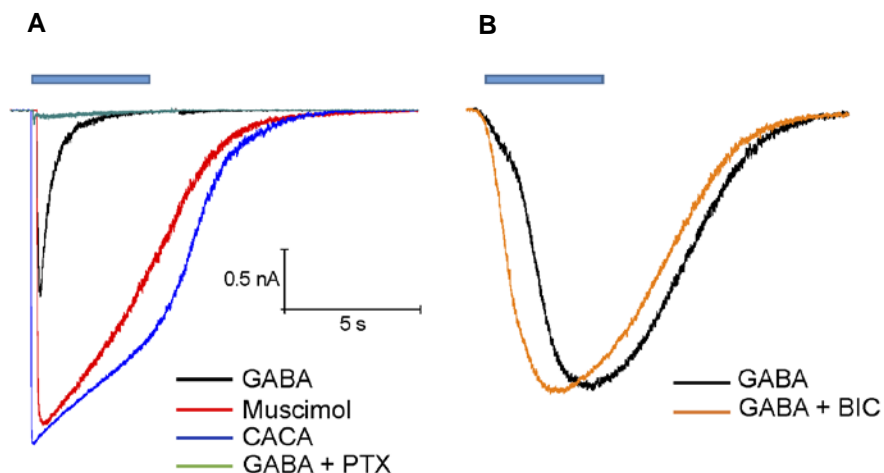 A
B
0.5 nA
5 s
GABA
Muscimol
CACA
GABA + PTX
GABA
GABA + BIC